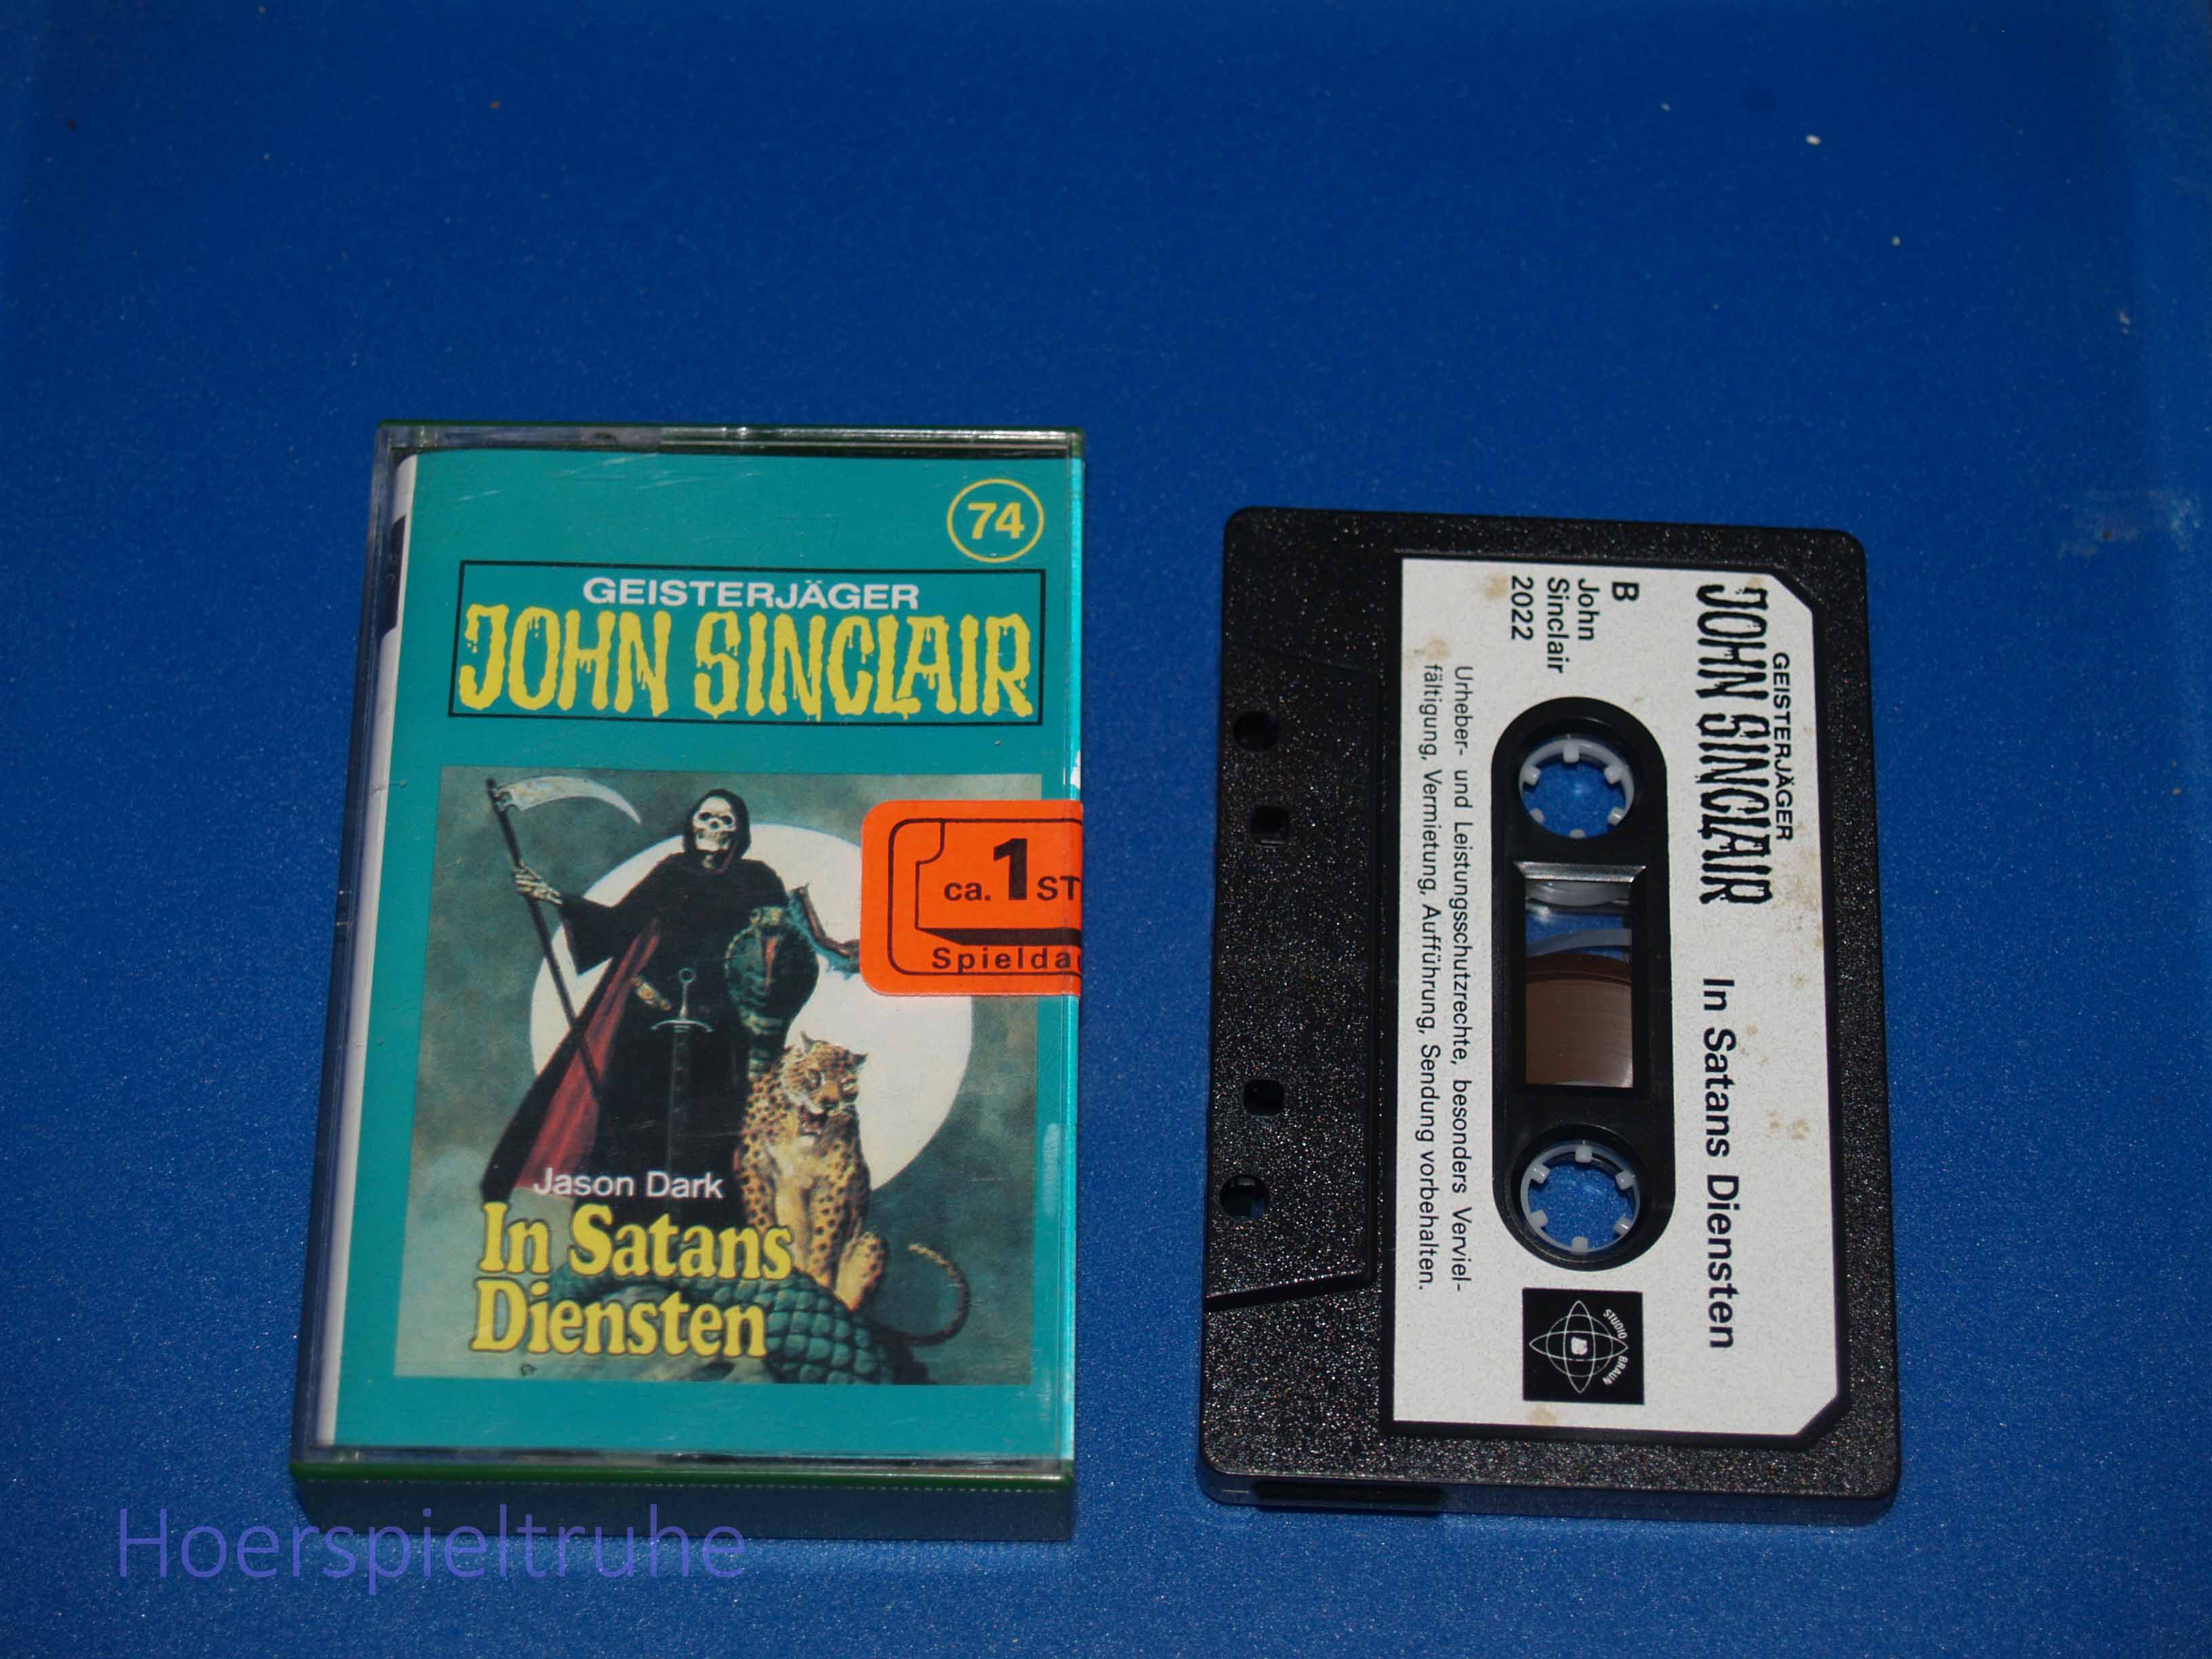 74
GEISTERJÄGER
JOHN SINCLAIR
ca. 1 ST
Spieldau
Jason Dark
In Satans
Diensten
GEISTERJÄGER
JOHN SINCLAIR In Satans Diensten
B
John
Sinclair
2022
STUDIO BRAUN
B
Urheber- und Leistungsschutzrechte, besonders Verviel-
fältigung, Vermietung, Aufführung, Sendung vorbehalten.
Hoerspieltruhe